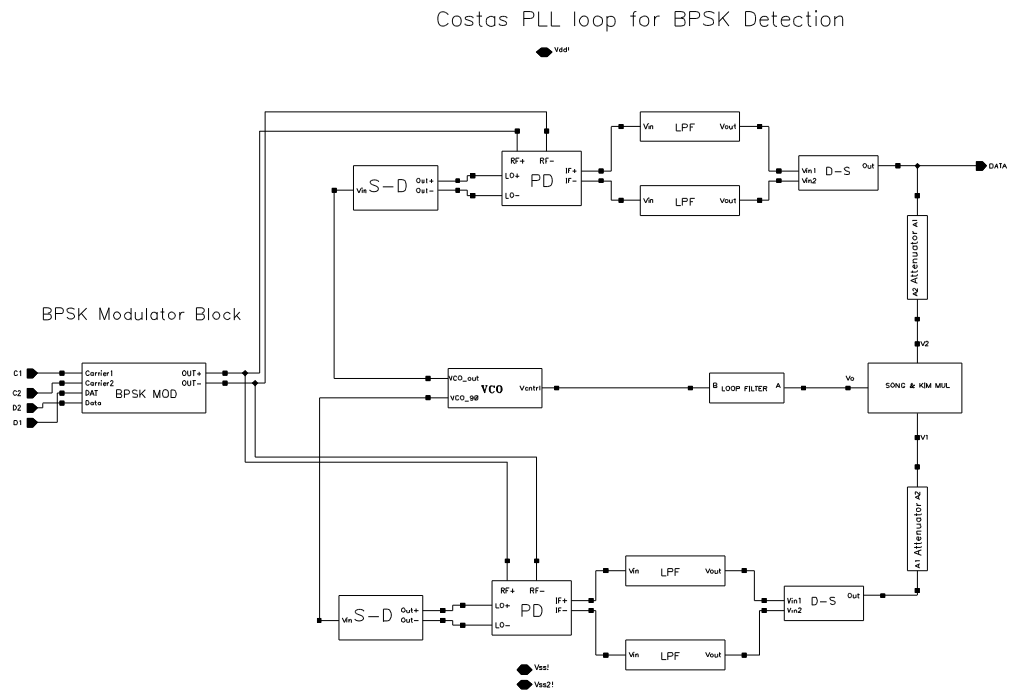 Costas PLL loop for BPSK Detection
Vdd!
Vin LPF Vout
RF+ RF-
S-D
Vin Out+ Out-
LO+ LO-
PD
IF+ IF-
Vin LPF Vout
Vin1 Vin2
D-S
Out
DATA
A2 Attenuator A1
V2
BPSK Modulator Block
C1
C2
D2
D1
Carrier1
Carrier2
DAT
Data
OUT+
OUT-
BPSK MOD
VCO_out
VCO_90
VCO
Vcntrl
B LOOP FILTER A
Vo
SONG & KIM MUL
V1
A1 Attenuator A2
Vin LPF Vout
RF+ RF-
S-D
Vin Out+ Out-
LO+ LO-
PD
IF+ IF-
Vin LPF Vout
Vin1 Vin2
D-S
Out
Vss!
Vss2!